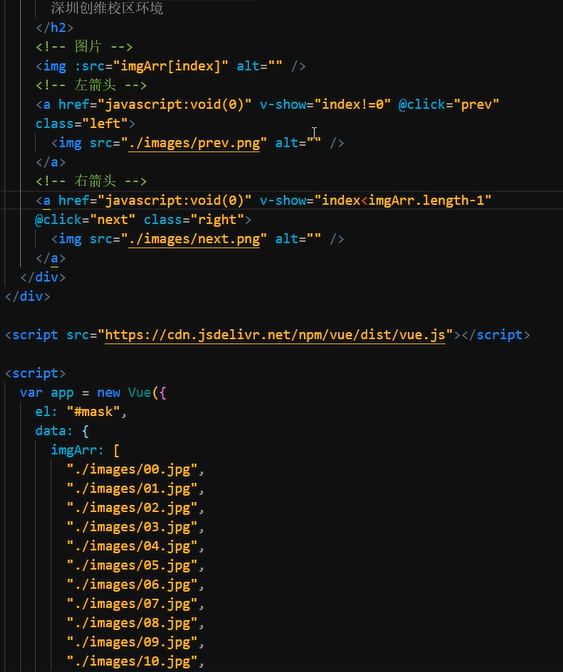 深圳创维校区环境
</h2>
<!-- 图片 -->
<img :src="imgArr[index]" alt="" />
<!-- 左箭头 -->
<a href="javascript:void(0)" v-show="index!=0" @click="prev"
class="left">
<img src="./images/prev.png" alt="" />
</a>
<!-- 右箭头 -->
<a href="javascript:void(0)" v-show="index<imgArr.length-1"
@click="next" class="right">
<img src="./images/next.png" alt="" />
</a>
</div>
</div>
<script src="https://cdn.jsdelivr.net/npm/vue/dist/vue.js"></script>
<script>
var app = new Vue({
el: "#mask",
data: {
imgArr: [
"./images/00.jpg",
"./images/01.jpg",
"./images/02.jpg",
"./images/03.jpg",
"./images/04.jpg",
"./images/05.jpg",
"./images/06.jpg",
"./images/07.jpg",
"./images/08.jpg",
"./images/09.jpg",
"./images/10.jpg",